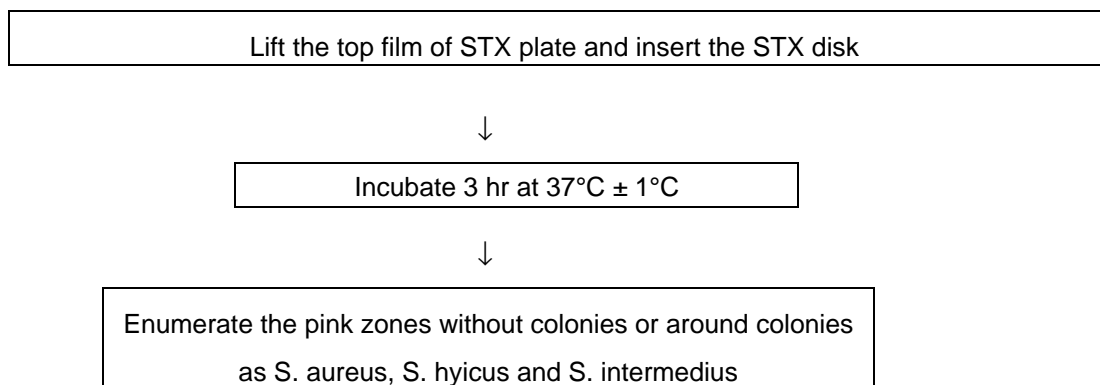 Lift the top film of STX plate and insert the STX disk
↓
Incubate 3 hr at 37°C ± 1°C
↓
Enumerate the pink zones without colonies or around colonies
as S. aureus, S. hyicus and S. intermedius